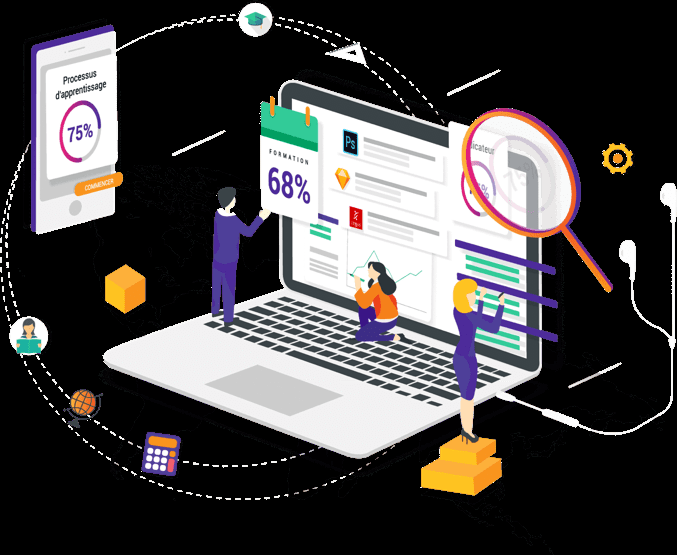 Processus
d'apprentissage
75%
COMMENCER
FORMATION
68%
Ps